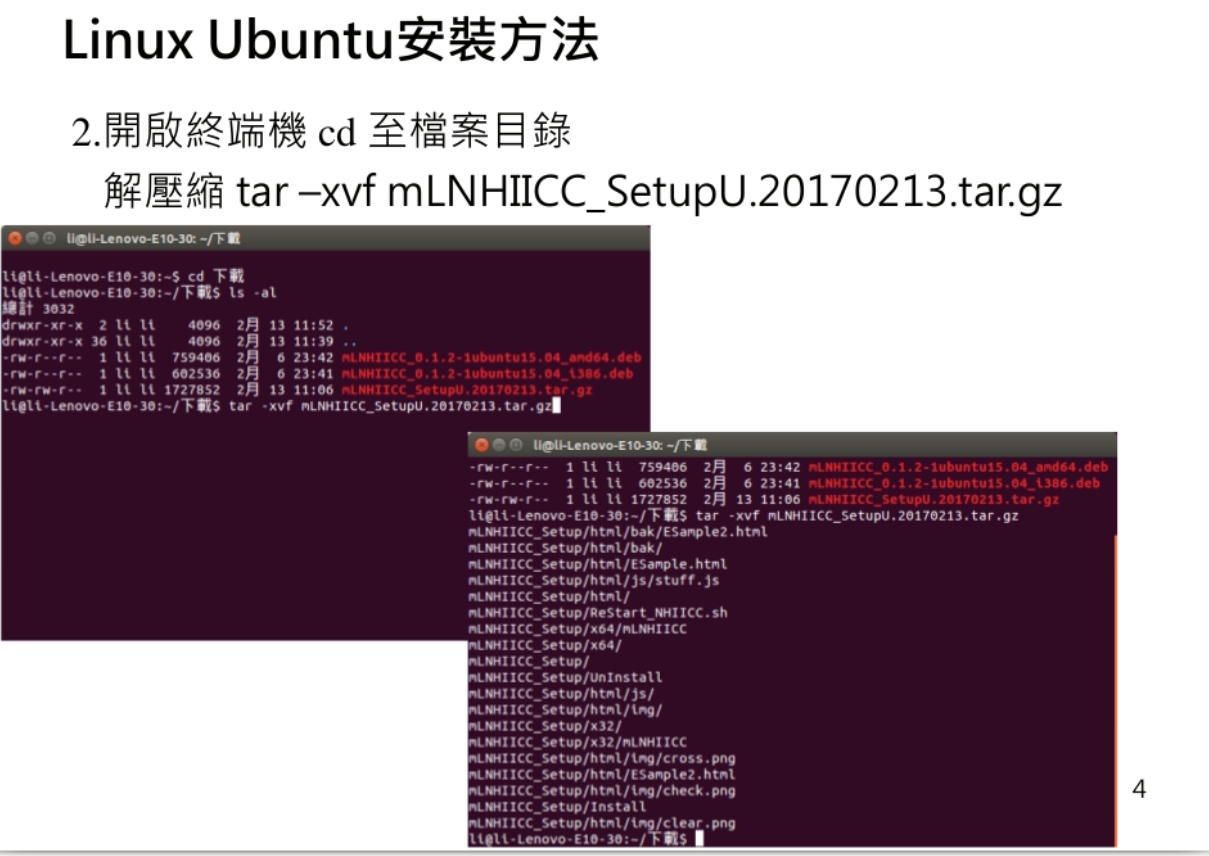 Linux Ubuntu安裝方法
2.開啟終端機 cd 至檔案目錄
解壓縮 tar –xvf mLNHIICC_SetupU.20170213.tar.gz
li@li-Lenovo-E10-30: ~/下載
li@li-Lenovo-E10-30:~$ cd 下載
li@li-Lenovo-E10-30:~/下載$ ls -al
總計 3032
drwxr-xr-x 2 li li 4096 2月 13 11:52 .
drwxr-xr-x 36 li li 4096 2月 13 11:39 ..
-rw-r--r-- 1 li li 759406 2月 6 23:42 mLNHIICC_0.1.2-1ubuntu15.04_amd64.deb
-rw-r--r-- 1 li li 602536 2月 6 23:41 mLNHIICC_0.1.2-1ubuntu15.04_i386.deb
-rw-rw-r-- 1 li li 1727852 2月 13 11:06 mLNHIICC_SetupU.20170213.tar.gz
li@li-Lenovo-E10-30:~/下載$ tar -xvf mLNHIICC_SetupU.20170213.tar.gz
li@li-Lenovo-E10-30: ~/下載
-rw-r--r-- 1 li li 759406 2月 6 23:42 mLNHIICC_0.1.2-1ubuntu15.04_amd64.deb
-rw-r--r-- 1 li li 602536 2月 6 23:41 mLNHIICC_0.1.2-1ubuntu15.04_i386.deb
-rw-rw-r-- 1 li li 1727852 2月 13 11:06 mLNHIICC_SetupU.20170213.tar.gz
li@li-Lenovo-E10-30:~/下載$ tar -xvf mLNHIICC_SetupU.20170213.tar.gz
mLNHIICC_Setup/html/bak/ESample2.html
mLNHIICC_Setup/html/bak/
mLNHIICC_Setup/html/ESample.html
mLNHIICC_Setup/html/js/stuff.js
mLNHIICC_Setup/html/
mLNHIICC_Setup/ReStart_NHIICC.sh
mLNHIICC_Setup/x64/mLNHIICC
mLNHIICC_Setup/x64/
mLNHIICC_Setup/
mLNHIICC_Setup/UnInstall
mLNHIICC_Setup/html/js/
mLNHIICC_Setup/html/img/
mLNHIICC_Setup/x32/
mLNHIICC_Setup/x32/mLNHIICC
mLNHIICC_Setup/html/img/cross.png
mLNHIICC_Setup/html/ESample2.html
mLNHIICC_Setup/html/img/check.png
mLNHIICC_Setup/Install
mLNHIICC_Setup/html/img/clear.png
li@li-Lenovo-E10-30:~/下載$
4